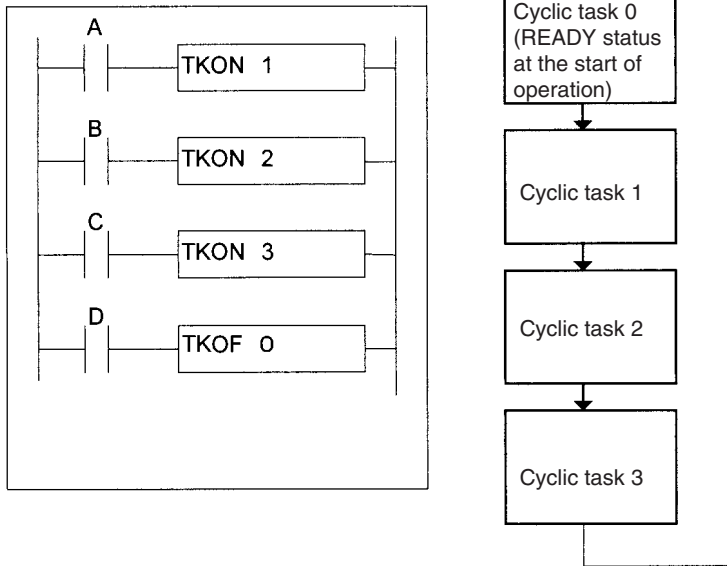 A
TKON 1
B
TKON 2
C
TKON 3
D
TKOF 0
Cyclic task 0
(READY status
at the start of
operation)
Cyclic task 1
Cyclic task 2
Cyclic task 3